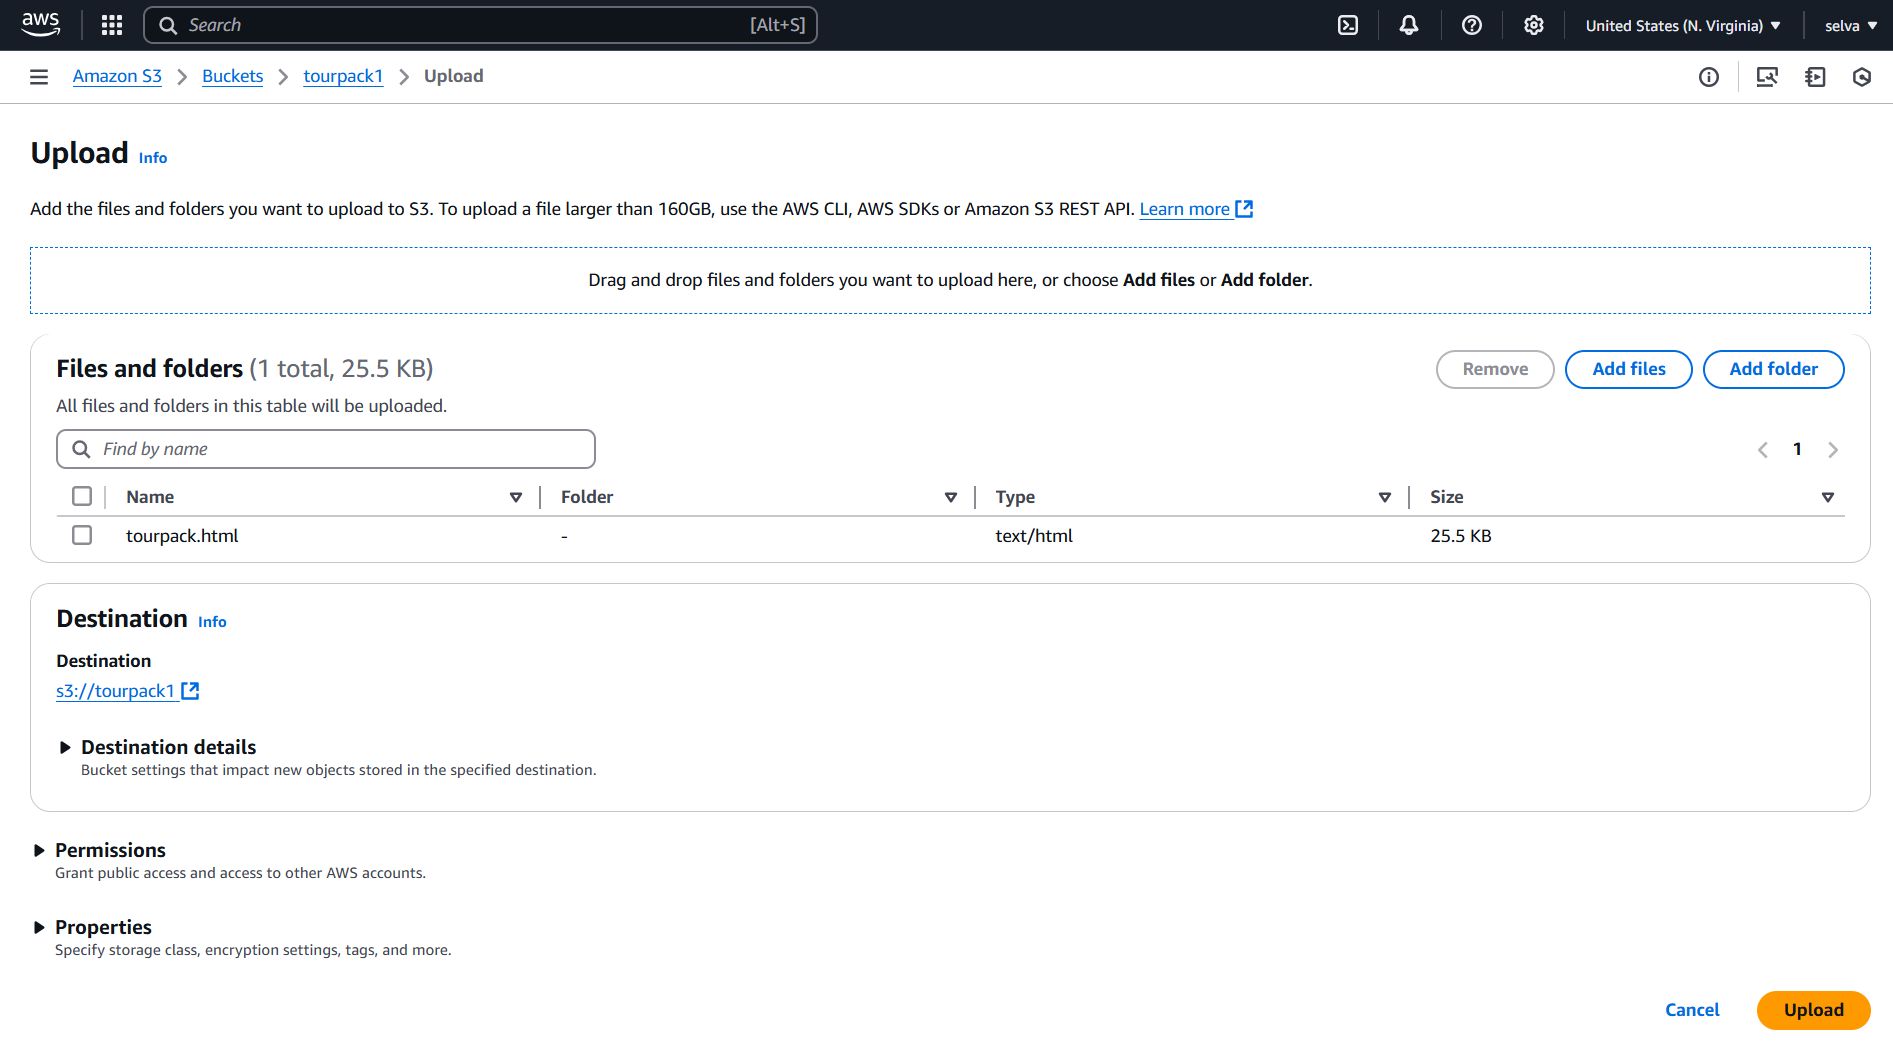 aws
Search [Alt+S]
United States (N. Virginia)
selva
Amazon S3 > Buckets > tourpack1 > Upload
Upload Info
Add the files and folders you want to upload to S3. To upload a file larger than 160GB, use the AWS CLI, AWS SDKs or Amazon S3 REST API. Learn more
Drag and drop files and folders you want to upload here, or choose Add files or Add folder.
Files and folders (1 total, 25.5 KB)
Remove
Add files
Add folder
All files and folders in this table will be uploaded.
Find by name
1
Name Folder Type Size
tourpack.html - text/html 25.5 KB
Destination Info
Destination
s3://tourpack1
Destination details
Bucket settings that impact new objects stored in the specified destination.
Permissions
Grant public access and access to other AWS accounts.
Properties
Specify storage class, encryption settings, tags, and more.
Cancel
Upload